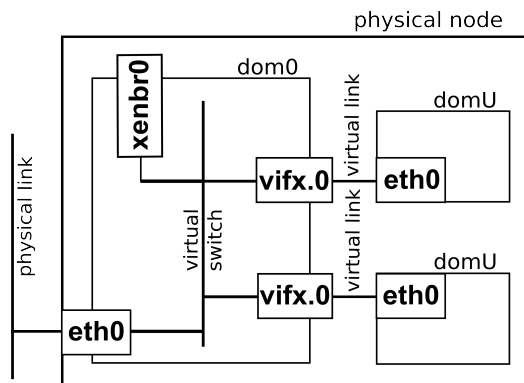 physical node
dom0
xenbr0
virtual link
domU
physical link
vifx.0
eth0
virtual
switch
virtual link
domU
vifx.0
eth0
eth0